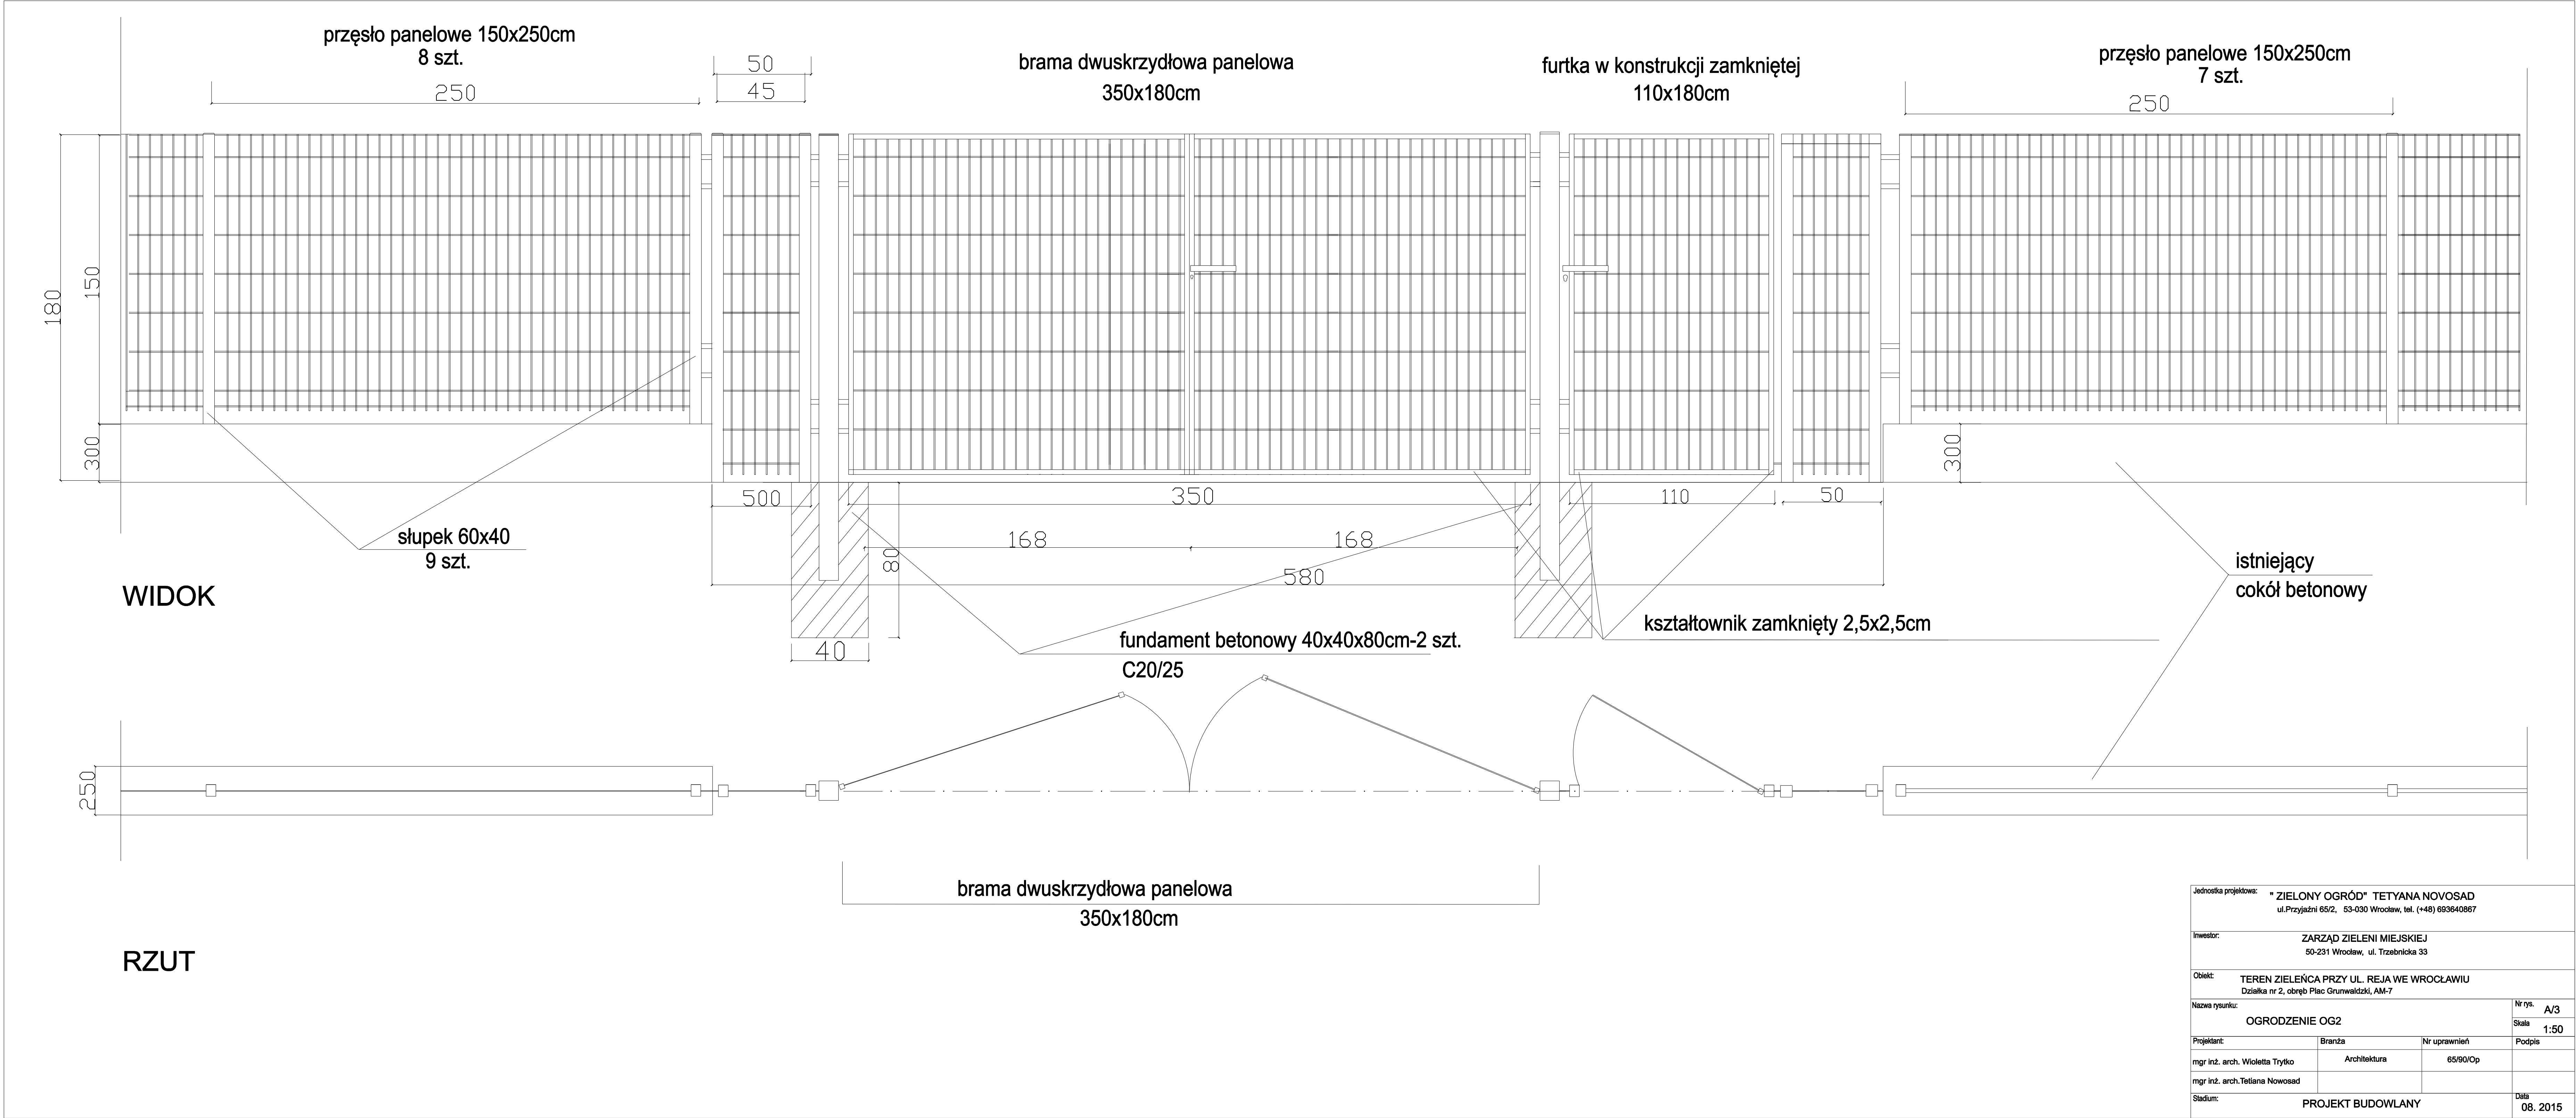 przęsło panelowe 150x250cm
8 szt.
250
50
45
brama dwuskrzydłowa panelowa
350x180cm
furtka w konstrukcji zamkniętej
110x180cm
przęsło panelowe 150x250cm
7 szt.
250
180
150
300
300
500
350
110
50
168
168
80
580
40
słupek 60x40
9 szt.
WIDOK
fundament betonowy 40x40x80cm-2 szt.
C20/25
kształtownik zamknięty 2,5x2,5cm
istniejący
cokół betonowy
250
brama dwuskrzydłowa panelowa
350x180cm
RZUT
Jednostka projektowa: " ZIELONY OGRÓD" TETYANA NOVOSAD
ul.Przyjaźni 65/2, 53-030 Wrocław, tel. (+48) 693640867
Inwestor: ZARZĄD ZIELENI MIEJSKIEJ
50-231 Wrocław, ul. Trzebnicka 33
Obiekt: TEREN ZIELEŃCA PRZY UL. REJA WE WROCŁAWIU
Działka nr 2, obręb Plac Grunwaldzki, AM-7
Nazwa rysunku: Nr rys. A/3
OGRODZENIE OG2 Skala 1:50
Projektant: Branża Nr uprawnień Podpis
mgr inż. arch. Wioletta Trytko Architektura 65/90/Op
mgr inż. arch.Tetiana Nowosad
Stadium: PROJEKT BUDOWLANY Data 08. 2015